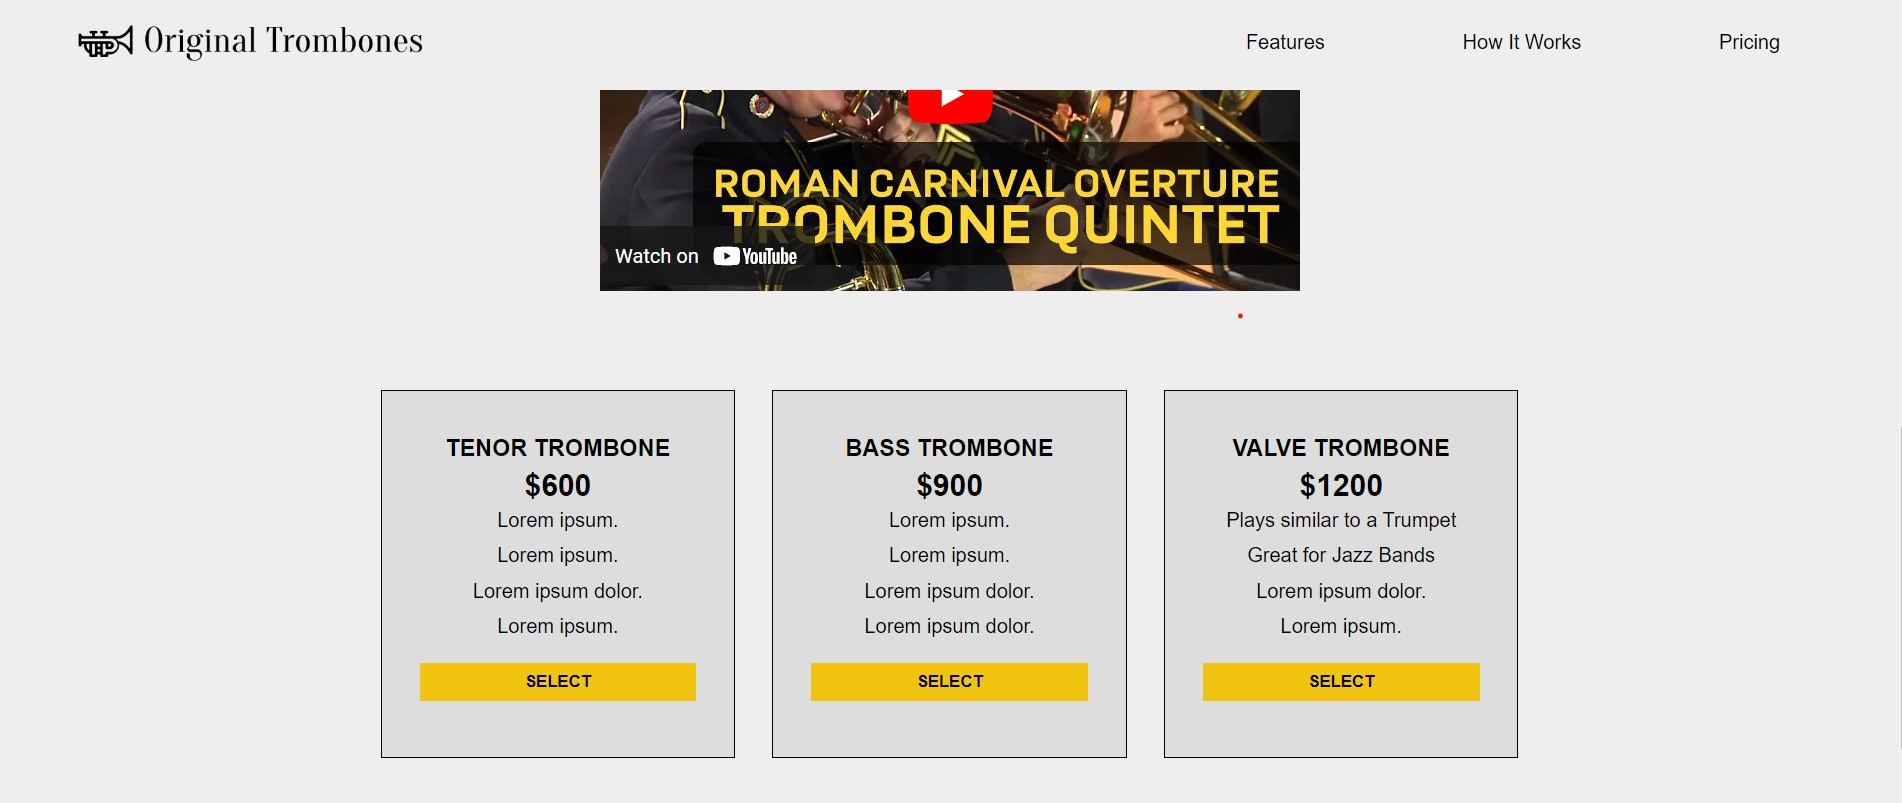 Original Trombones
Features
How It Works
Pricing
ROMAN CARNIVAL OVERTURE
TROMBONE QUINTET
Watch on YouTube
TENOR TROMBONE
$600
Lorem ipsum.
Lorem ipsum.
Lorem ipsum dolor.
Lorem ipsum.
SELECT
BASS TROMBONE
$900
Lorem ipsum.
Lorem ipsum.
Lorem ipsum dolor.
Lorem ipsum dolor.
SELECT
VALVE TROMBONE
$1200
Plays similar to a Trumpet
Great for Jazz Bands
Lorem ipsum dolor.
Lorem ipsum.
SELECT